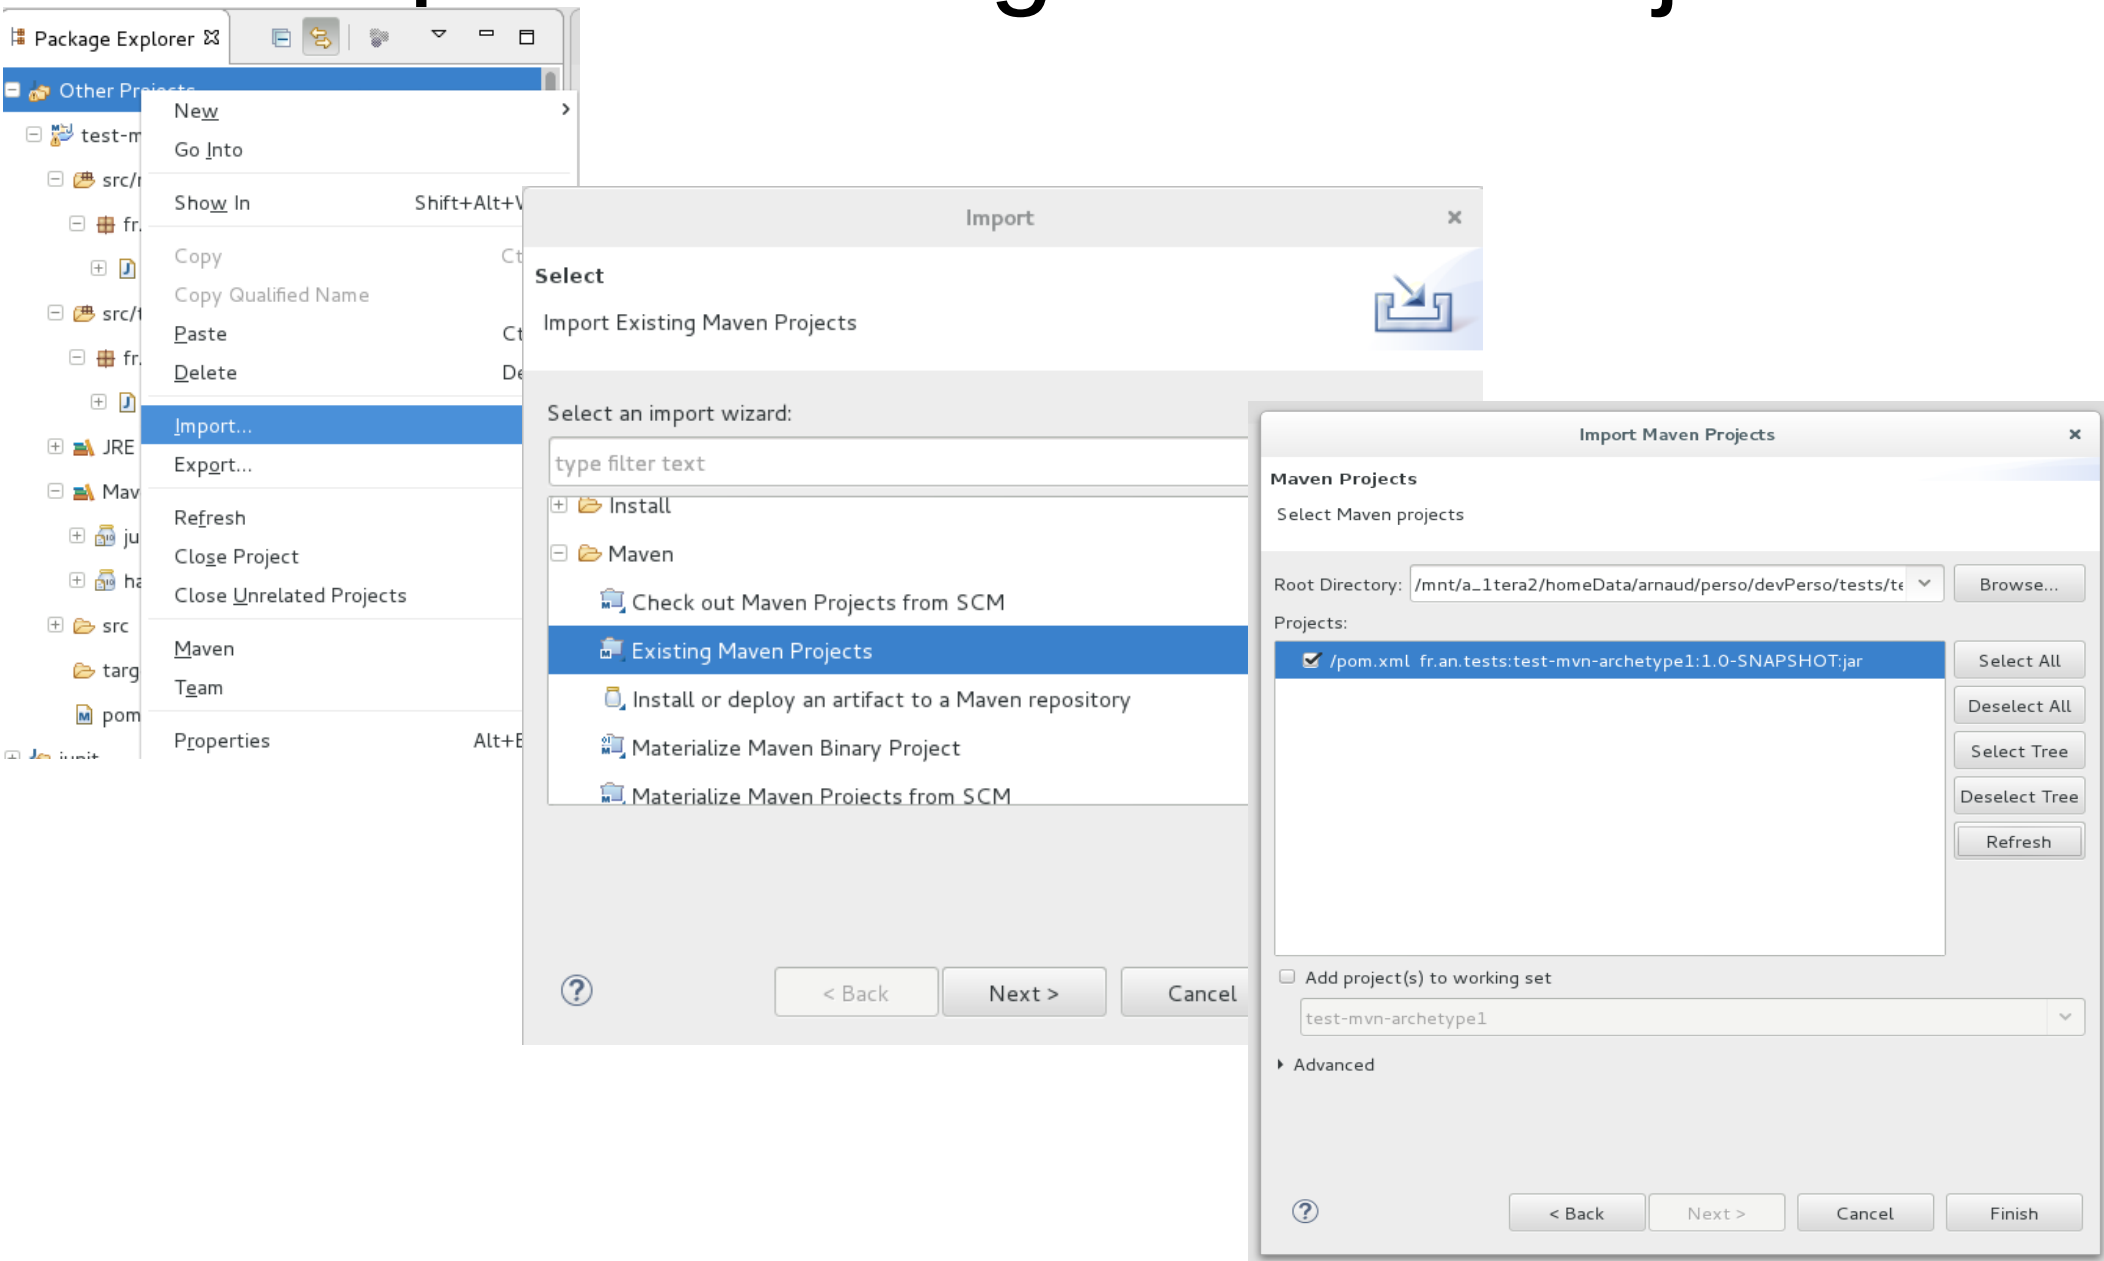 Package Explorer
Other Projects
test-m
src/
fr.
J
src/t
fr.
J
JRE
Mav
ju
ha
src
targ
pom
junit
New
Go Into
Show In Shift+Alt+
Copy Ct
Copy Qualified Name
Paste Ct
Delete De
Import...
Export...
Refresh
Close Project
Close Unrelated Projects
Maven
Team
Properties Alt+E
Import
Select
Import Existing Maven Projects
Select an import wizard:
type filter text
Install
Maven
Check out Maven Projects from SCM
Existing Maven Projects
Install or deploy an artifact to a Maven repository
Materialize Maven Binary Project
Materialize Maven Projects from SCM
< Back Next > Cancel
Import Maven Projects
Maven Projects
Select Maven projects
Root Directory: /mnt/a_1tera2/homeData/arnaud/perso/devPerso/tests/te Browse...
Projects:
/pom.xml fr.an.tests:test-mvn-archetype1:1.0-SNAPSHOT:jar
Select All
Deselect All
Select Tree
Deselect Tree
Refresh
Add project(s) to working set
test-mvn-archetype1
Advanced
< Back Next > Cancel Finish